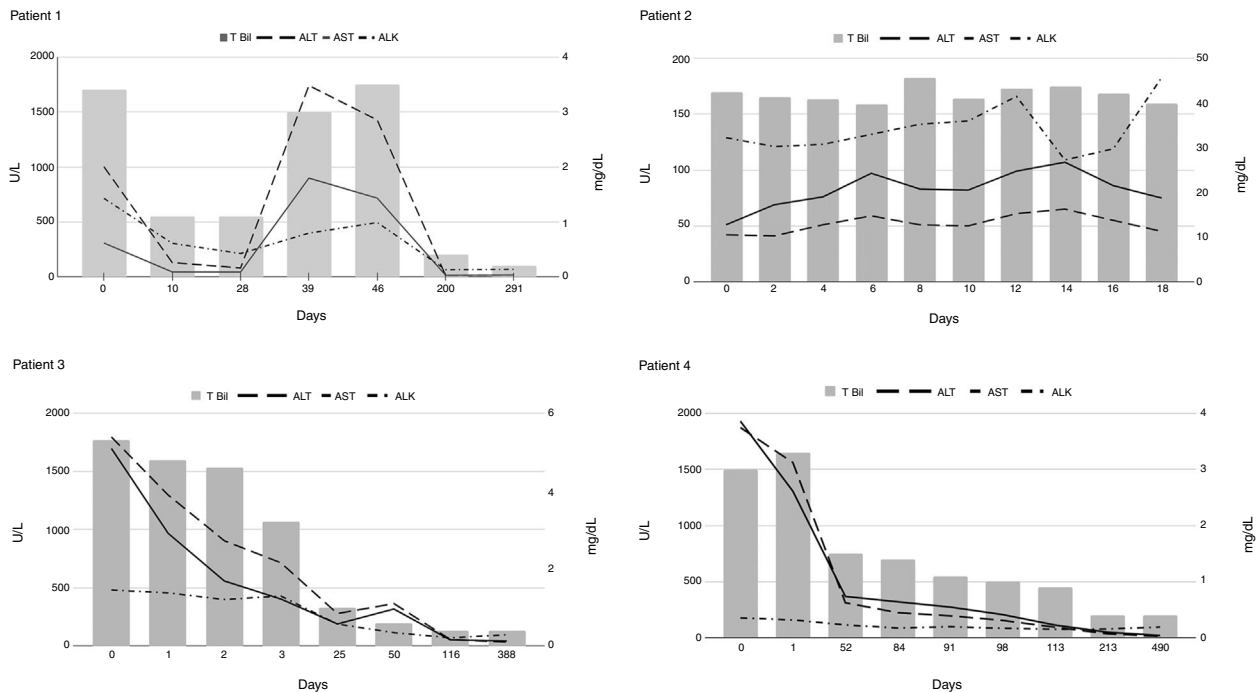 Patient 1
T Bil ALT AST ALK
2000
1500
1000
500
0
U/L
4
3
2
1
0
mg/dL
0 10 28 39 46 200 291
Days
Patient 2
T Bil ALT AST ALK
200
150
100
50
0
U/L
50
40
30
20
10
0
mg/dL
0 2 4 6 8 10 12 14 16 18
Days
Patient 3
T Bil ALT AST ALK
2000
1500
1000
500
0
U/L
6
4
2
0
mg/dL
0 1 2 3 25 50 116 388
Days
Patient 4
T Bil ALT AST ALK
2000
1500
1000
500
0
U/L
4
3
2
1
0
mg/dL
0 1 52 84 91 98 113 213 490
Days